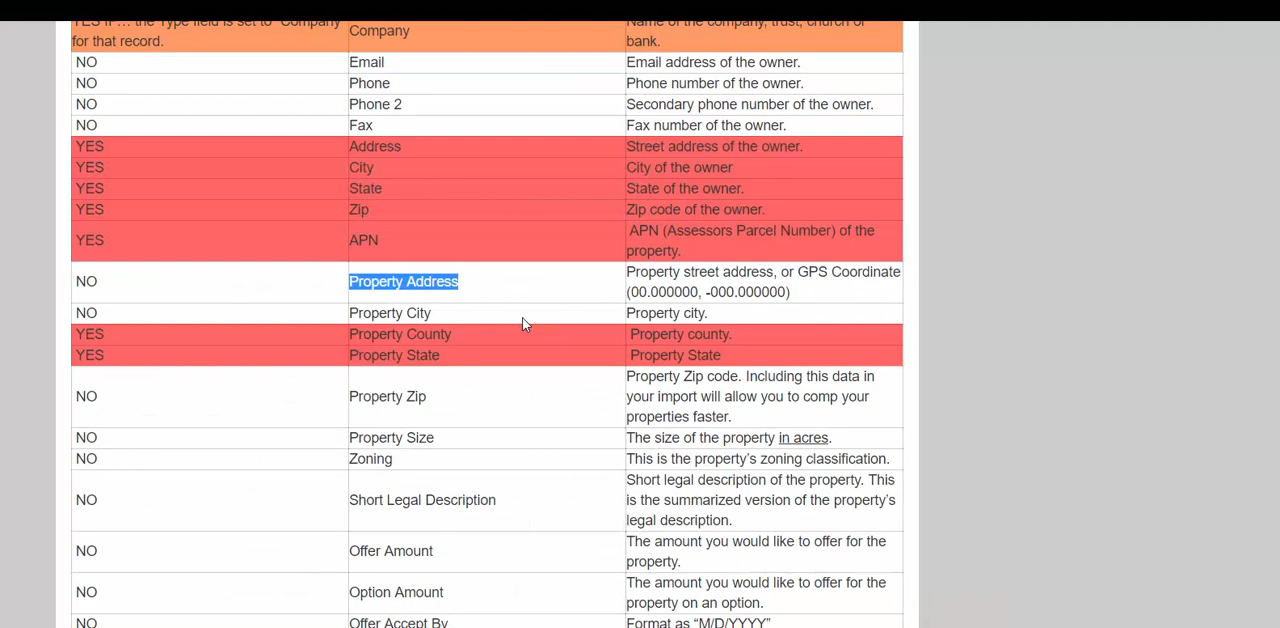 YES IF… the Type field is set to "Company"
for that record.
Company
Name of the company, trust, church or
bank.
NO Email Email address of the owner.
NO Phone Phone number of the owner.
NO Phone 2 Secondary phone number of the owner.
NO Fax Fax number of the owner.
YES Address Street address of the owner.
YES City City of the owner
YES State State of the owner.
YES Zip Zip code of the owner.
YES APN APN (Assessors Parcel Number) of the
property.
NO Property Address Property street address, or GPS Coordinate
(00.000000, -000.000000)
NO Property City Property city.
YES Property County Property county.
YES Property State Property State
NO Property Zip Property Zip code. Including this data in
your import will allow you to comp your
properties faster.
NO Property Size The size of the property in acres.
NO Zoning This is the property's zoning classification.
NO Short Legal Description Short legal description of the property. This
is the summarized version of the property's
legal description.
NO Offer Amount The amount you would like to offer for the
property.
NO Option Amount The amount you would like to offer for the
property on an option.
NO Offer Accept By Format as “M/D/YYYY”